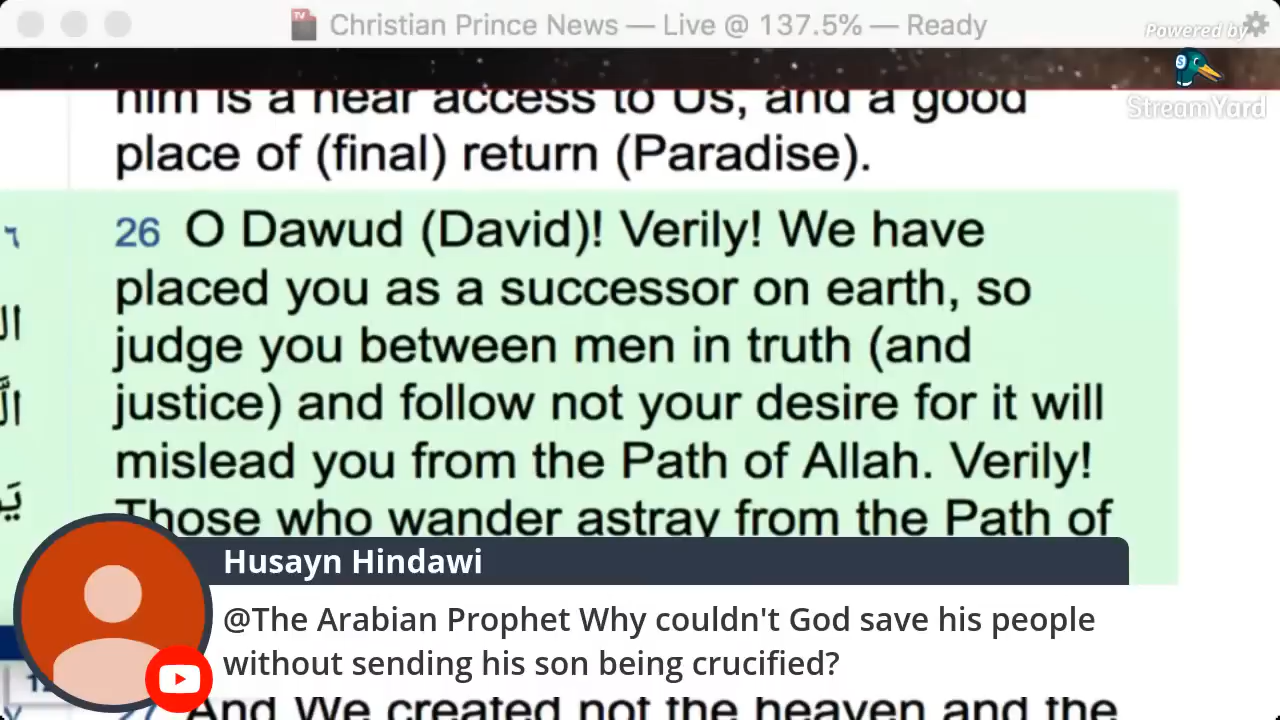 Christian Prince News — Live @ 137.5% — Ready
Powered by
StreamYard
him is a near access to Us, and a good
place of (final) return (Paradise).
26 O Dawud (David)! Verily! We have
placed you as a successor on earth, so
judge you between men in truth (and
justice) and follow not your desire for it will
mislead you from the Path of Allah. Verily!
Those who wander astray from the Path of
Husayn Hindawi
@The Arabian Prophet Why couldn't God save his people
without sending his son being crucified?
27 And We created not the heaven and the